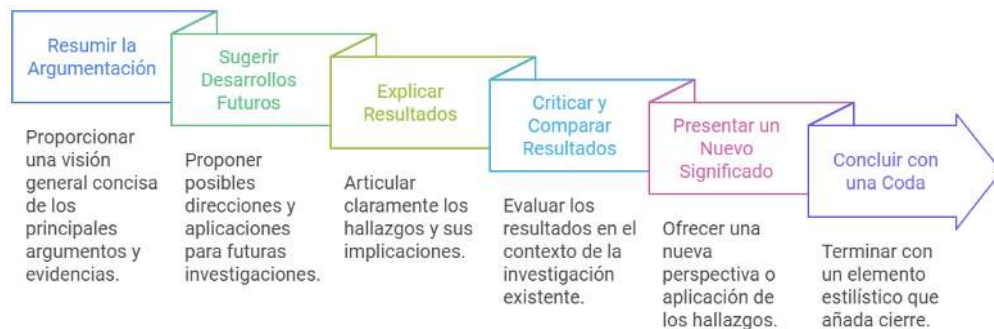 Resumir la
Argumentación
Proporcionar
una visión
general concisa
de los
principales
argumentos y
evidencias.
Sugerir
Desarrollos
Futuros
Proponer
posibles
direcciones y
aplicaciones
para futuras
investigaciones.
Explicar
Resultados
Articular
claramente los
hallazgos y sus
implicaciones.
Criticar y
Comparar
Resultados
Evaluar los
resultados en el
contexto de la
investigación
existente.
Presentar un
Nuevo
Significado
Ofrecer una
nueva
perspectiva o
aplicación de
los hallazgos.
Concluir con
una Coda
Terminar con
un elemento
estilístico que
añada cierre.